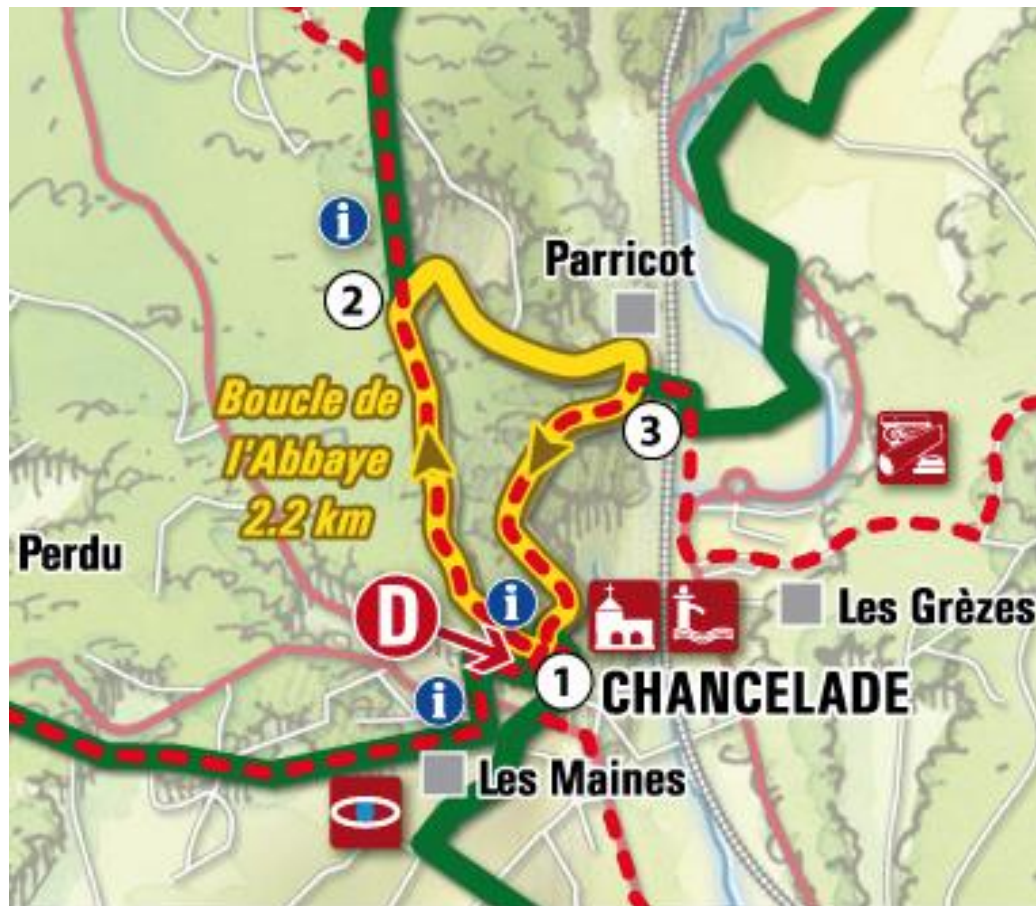 i
Parricot
2
Boucle de
l'Abbaye
2.2 km
3
Perdu
D
i
Les Grèzes
i
1
CHANCELADE
Les Maines